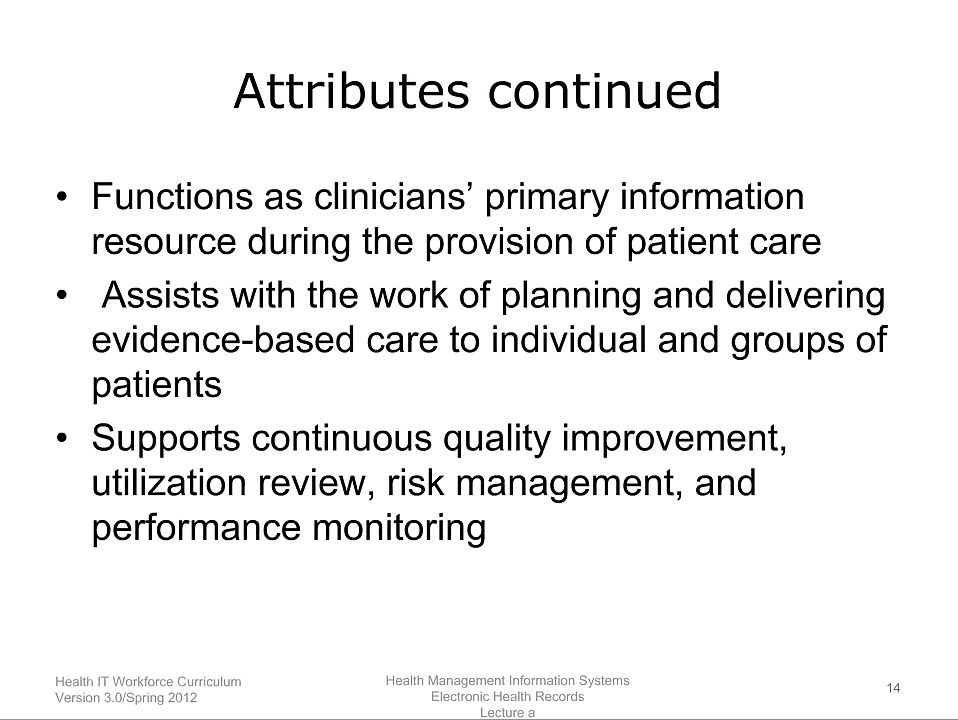 Attributes continued
• Functions as clinicians’ primary information
resource during the provision of patient care
• Assists with the work of planning and delivering
evidence-based care to individual and groups of
patients
• Supports continuous quality improvement,
utilization review, risk management, and
performance monitoring
Health IT Workforce Curriculum
Version 3.0/Spring 2012
Health Management Information Systems
Electronic Health Records
Lecture a
14